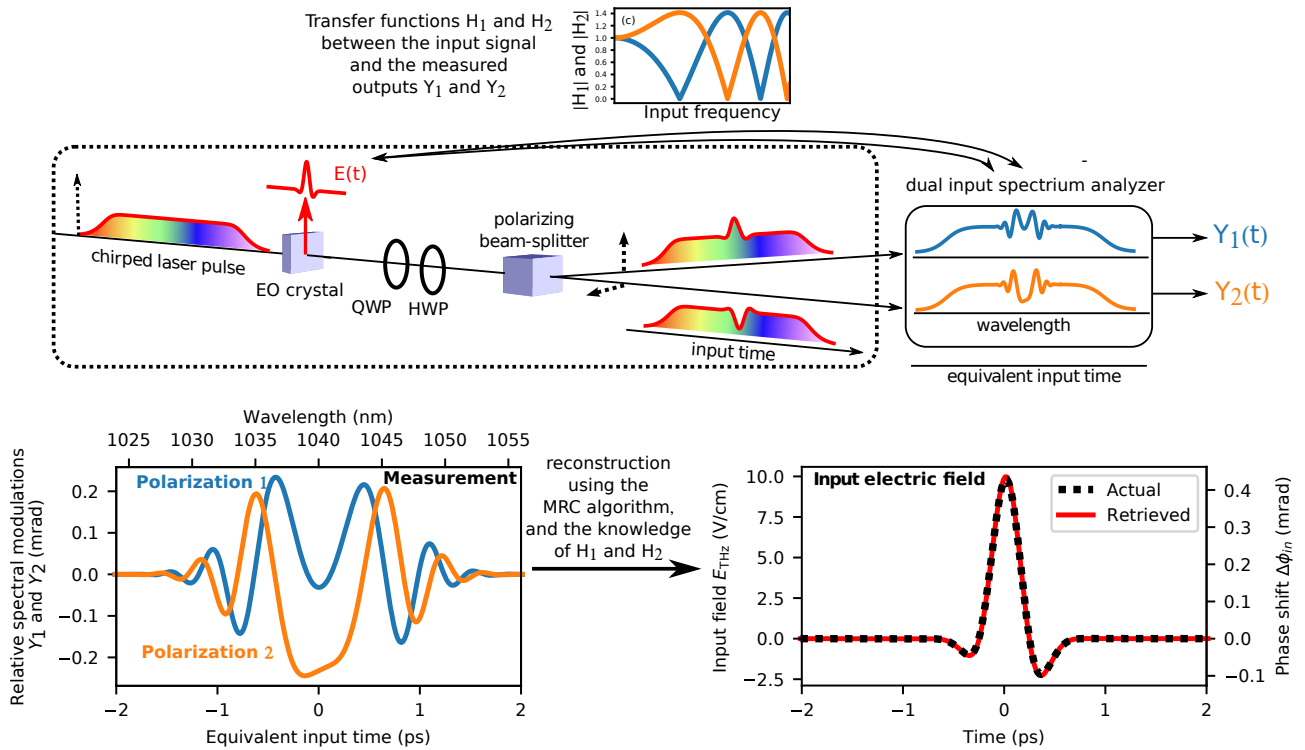 Transfer functions H1 and H2
between the input signal
and the measured
outputs Y1 and Y2
|H1| and |H2|
1.4
1.2
1.0
0.8
0.6
0.4
0.2
0.0
(c)
Input frequency
E(t)
chirped laser pulse
EO crystal
QWP
HWP
polarizing
beam-splitter
input time
-
dual input spectrum analyzer
wavelength
equivalent input time
Y1(t)
Y2(t)
Wavelength (nm)
1025 1030 1035 1040 1045 1050 1055
Relative spectral modulations
Y1 and Y2 (mrad)
0.2
0.1
0.0
−0.1
−0.2
Polarization 1
Measurement
Polarization 2
−2 −1 0 1 2
Equivalent input time (ps)
reconstruction
using the
MRC algorithm,
and the knowledge
of H1 and H2
Input field ETHz (V/cm)
10.0
7.5
5.0
2.5
0.0
−2.5
Input electric field
Actual
Retrieved
0.4
0.3
0.2
0.1
0.0
−0.1
Phase shift Δϕin (mrad)
−2 −1 0 1 2
Time (ps)